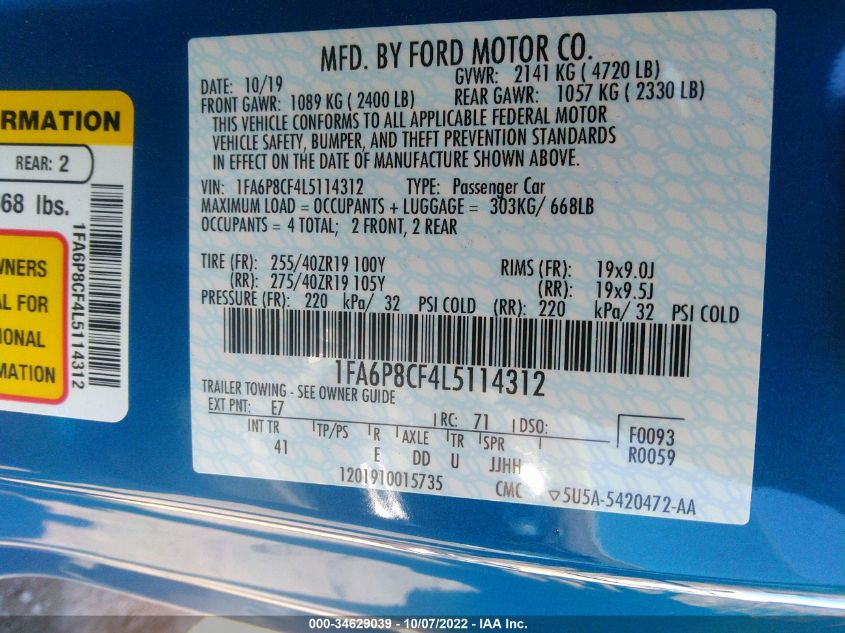 MFD. BY FORD MOTOR CO.
DATE: 10/19 GVWR: 2141 KG ( 4720 LB)
FRONT GAWR: 1089 KG ( 2400 LB) REAR GAWR: 1057 KG ( 2330 LB)
THIS VEHICLE CONFORMS TO ALL APPLICABLE FEDERAL MOTOR
VEHICLE SAFETY, BUMPER, AND THEFT PREVENTION STANDARDS
IN EFFECT ON THE DATE OF MANUFACTURE SHOWN ABOVE.
VIN: 1FA6P8CF4L5114312 TYPE: Passenger Car
MAXIMUM LOAD = OCCUPANTS + LUGGAGE = 303KG/ 668LB
OCCUPANTS = 4 TOTAL; 2 FRONT, 2 REAR
TIRE (FR): 255/40ZR19 100Y RIMS (FR): 19x9.0J
(RR): 275/40ZR19 105Y (RR): 19x9.5J
PRESSURE (FR): 220 kPa/ 32 PSI COLD (RR): 220 kPa/ 32 PSI COLD
1FA6P8CF4L5114312
TRAILER TOWING - SEE OWNER GUIDE
EXT PNT: E7 RC: 71 DSO:
INT TR TP/PS R AXLE TR SPR
41 E DD U JJHH
F0093
R0059
1201910015735 CMC 5U5A-5420472-AA
RMATION
REAR: 2
68 lbs.
WNERS
AL FOR
IONAL
MATION
1FA6P8CF4L5114312
000-34629039 - 10/07/2022 - IAA Inc.